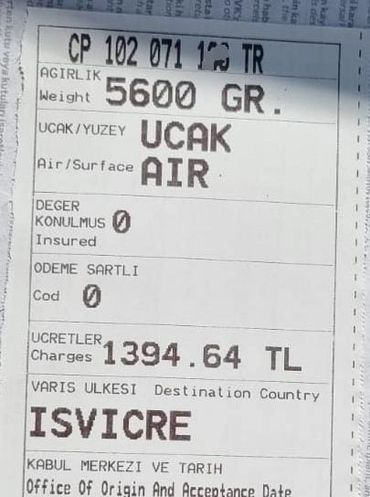 CP 102 071 TR
AGIRLIK
Weight 5600 GR.
UCAK/YUZEY UCAK
Air/Surface AIR
DEGER
KONULMUS 0
Insured
ODEME SARTLI
Cod 0
UCRETLER
Charges 1394.64 TL
VARIS ULKESI Destination Country
ISVICRE
KABUL MERKEZI VE TARIH
Office Of Origin And Acceptance Date